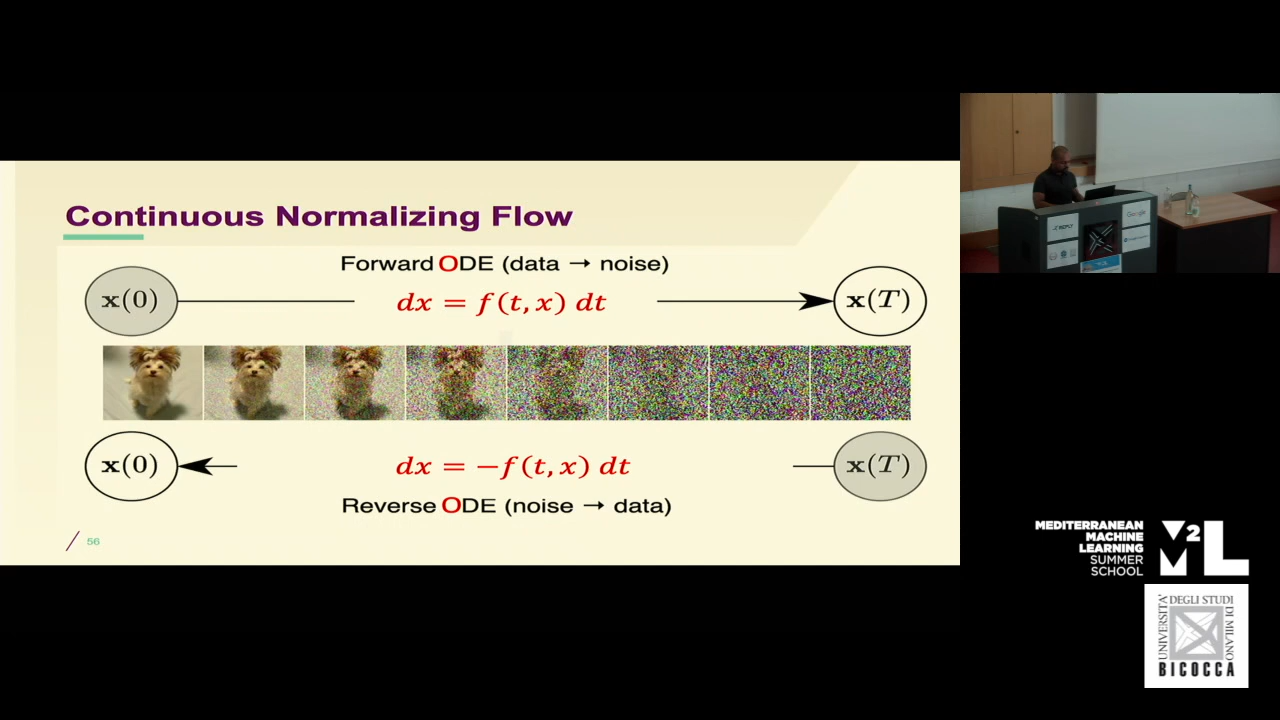 Continuous Normalizing Flow
Forward ODE (data → noise)
x(0)
dx = f(t, x) dt
x(T)
x(0)
dx = −f(t, x) dt
x(T)
Reverse ODE (noise → data)
56
Google
MEDITERRANEAN
MACHINE
LEARNING
SUMMER
SCHOOL
M2L
UNIVERSITÀ
DEGLI STUDI
DI MILANO
BICOCCA